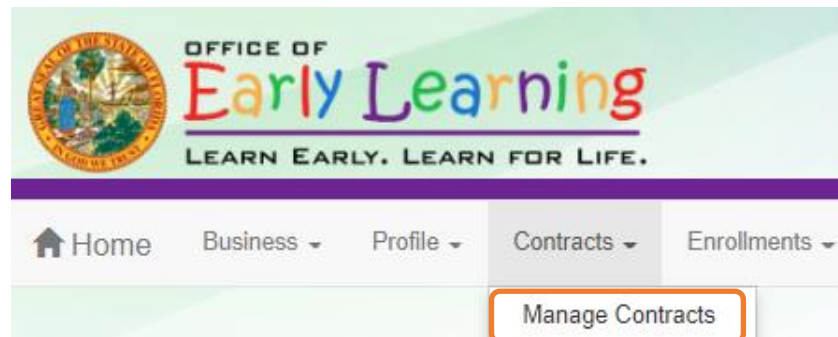 OFFICE OF
Early Learning
LEARN EARLY. LEARN FOR LIFE.
Home Business Profile Contracts Enrollments
Manage Contracts